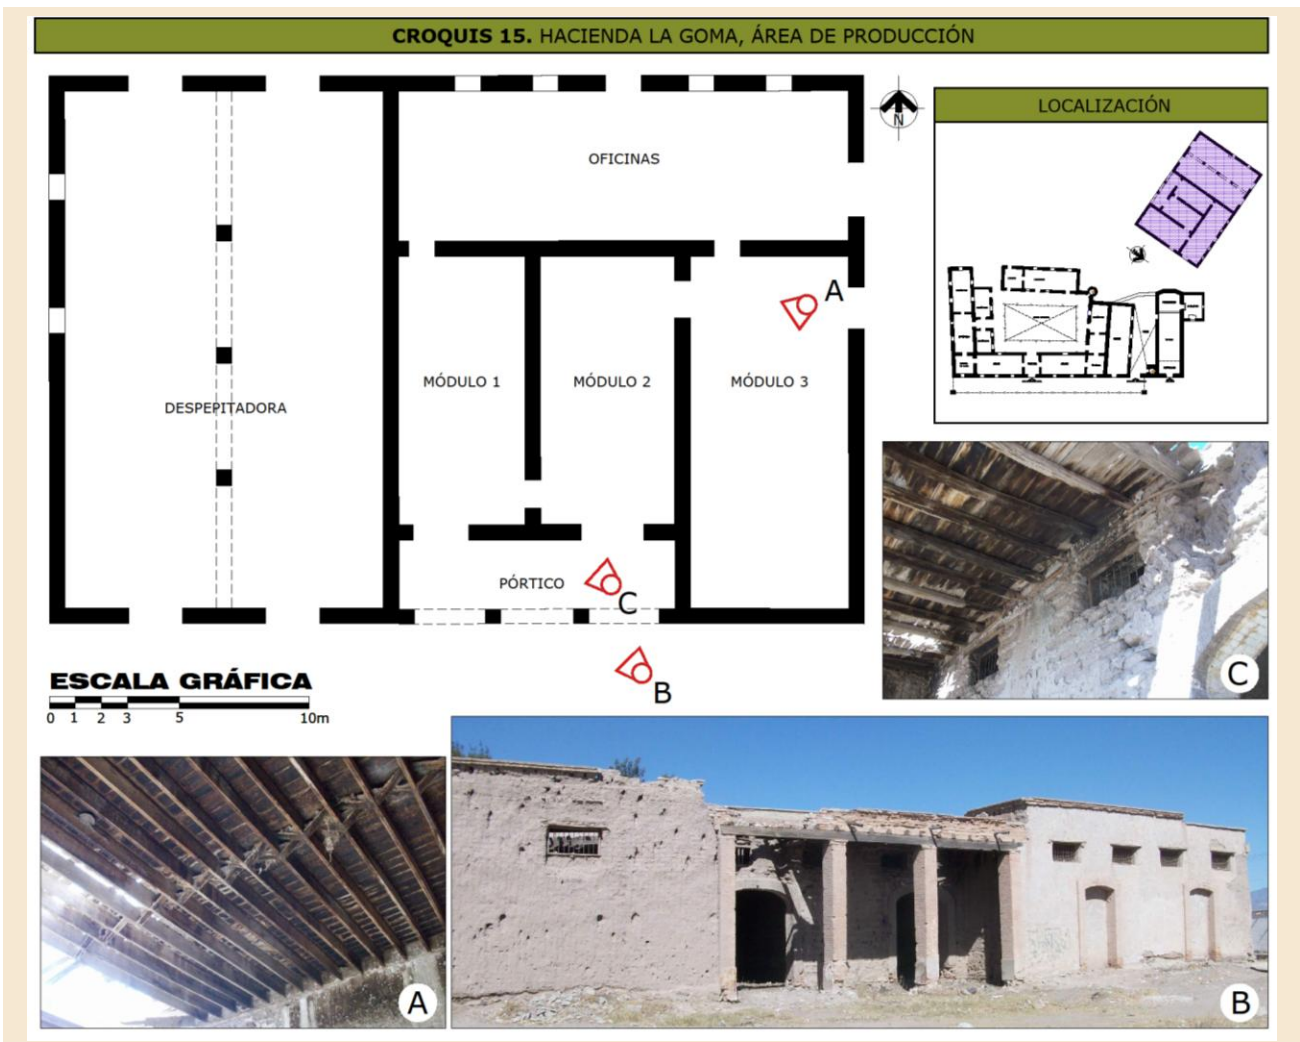 CROQUIS 15. HACIENDA LA GOMA, ÁREA DE PRODUCCIÓN
N
LOCALIZACIÓN
OFICINAS
A
MÓDULO 1
MÓDULO 2
MÓDULO 3
DESPEPITADORA
PÓRTICO
C
B
ESCALA GRÁFICA
0 1 2 3 5 10m
C
A
B